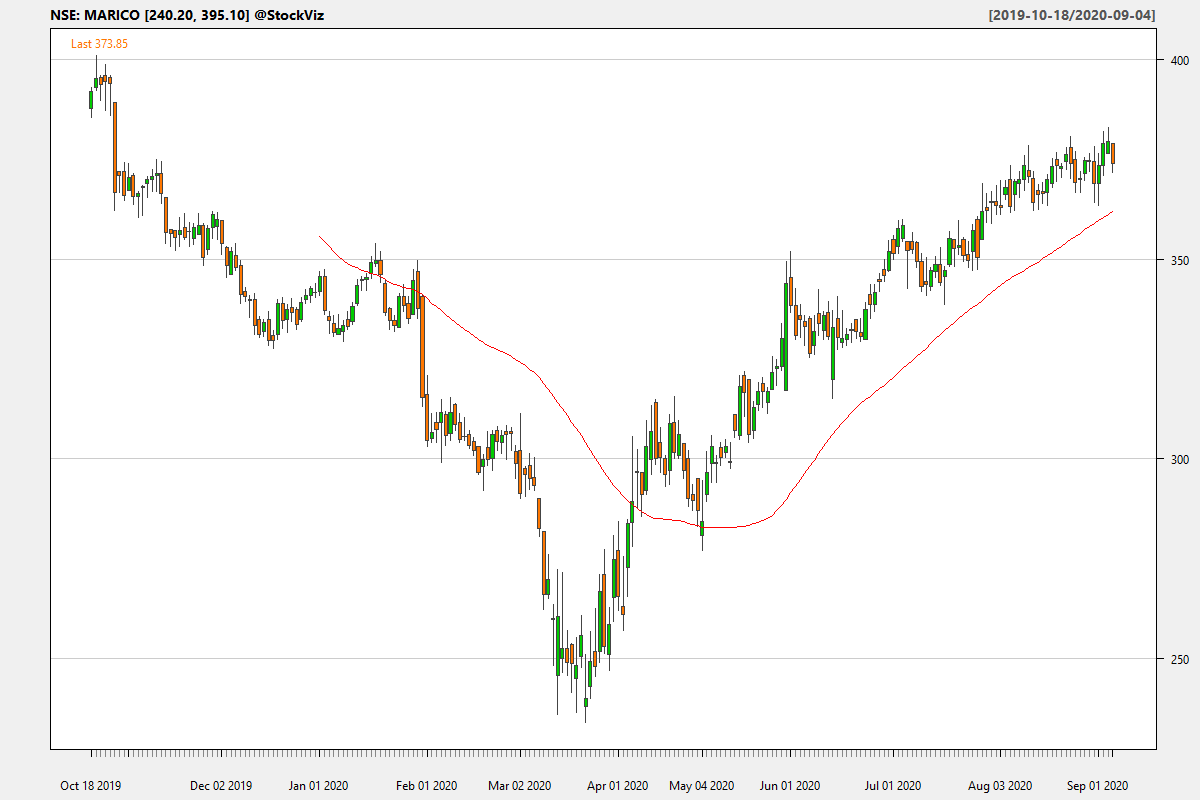 NSE: MARICO [240.20, 395.10] @StockViz [2019-10-18/2020-09-04]
Last 373.85
400
350
300
250
Oct 18 2019 Dec 02 2019 Jan 01 2020 Feb 01 2020 Mar 02 2020 Apr 01 2020 May 04 2020 Jun 01 2020 Jul 01 2020 Aug 03 2020 Sep 01 2020